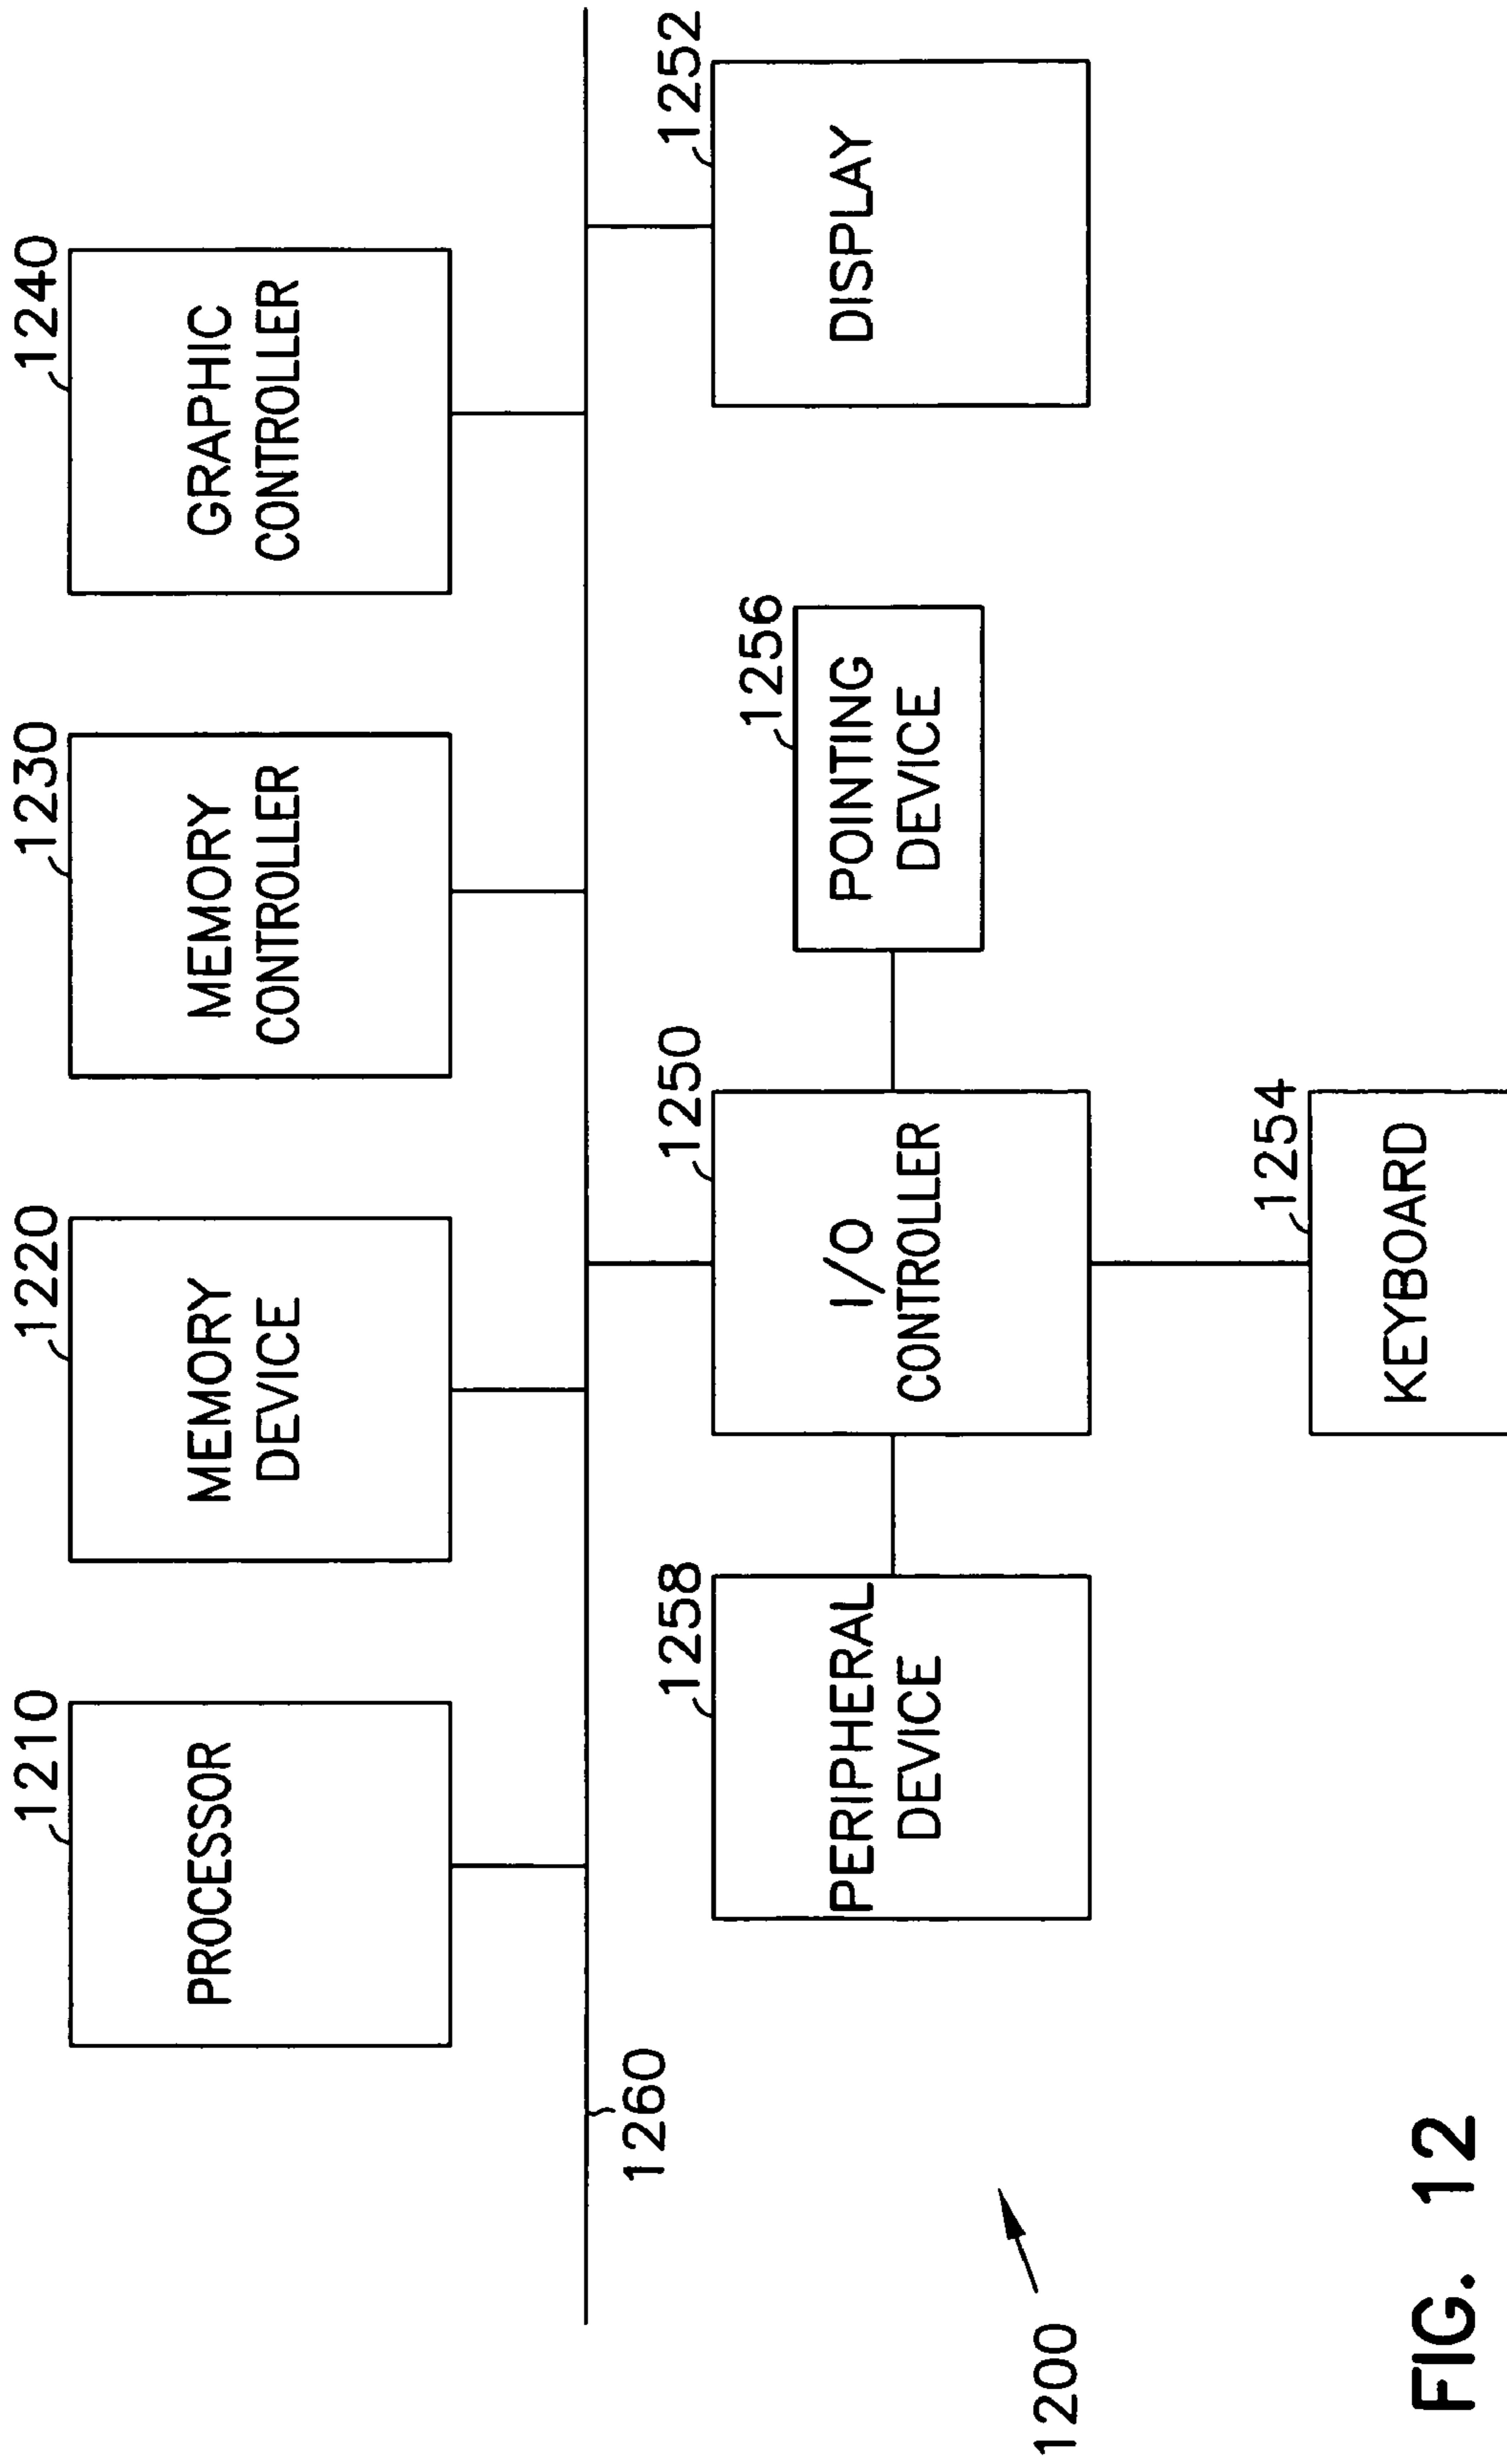 1210
PROCESSOR
1220
MEMORY
DEVICE
1230
MEMORY
CONTROLLER
1240
GRAPHIC
CONTROLLER
1260
1258
PERIPHERAL
DEVICE
1250
I/O
CONTROLLER
1256
POINTING
DEVICE
1252
DISPLAY
1254
KEYBOARD
1200
FIG. 12